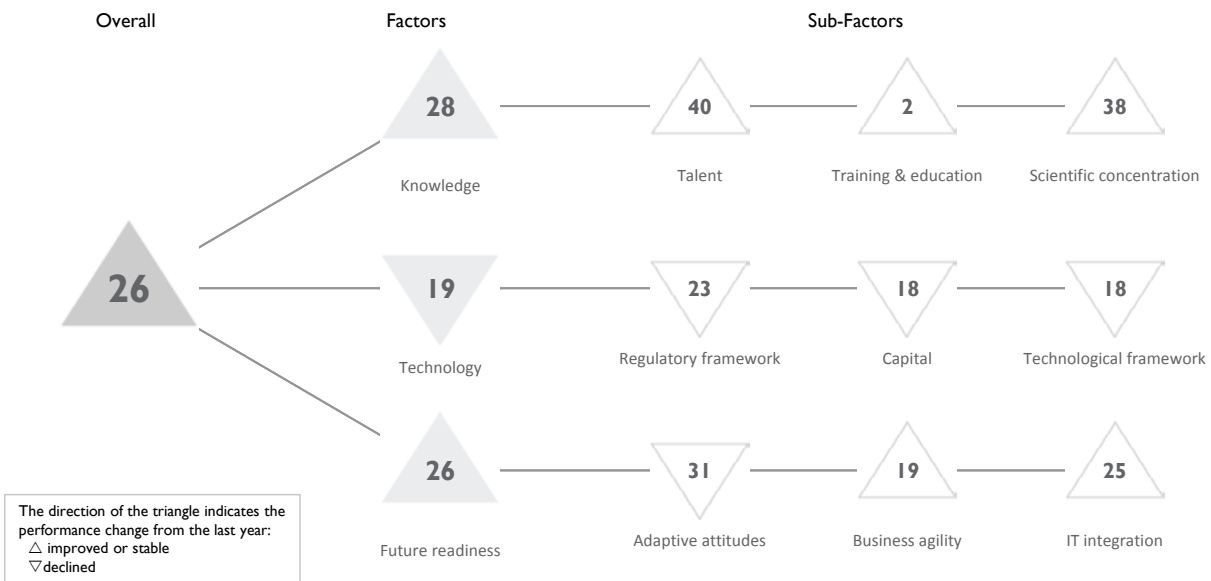 Overall Factors Sub-Factors
28 40 2 38
Knowledge Talent Training & education Scientific concentration
26
19 23 18 18
Technology Regulatory framework Capital Technological framework
26 31 19 25
Future readiness Adaptive attitudes Business agility IT integration
The direction of the triangle indicates the
performance change from the last year:
△ improved or stable
▽declined